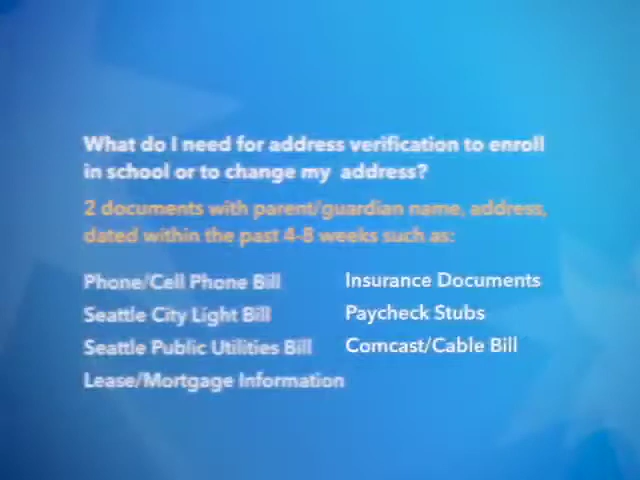 What do I need for address verification to enroll
in school or to change my address?
2 documents with parent/guardian name, address,
dated within the past 4-8 weeks such as:
Phone/Cell Phone Bill
Seattle City Light Bill
Seattle Public Utilities Bill
Lease/Mortgage Information
Insurance Documents
Paycheck Stubs
Comcast/Cable Bill